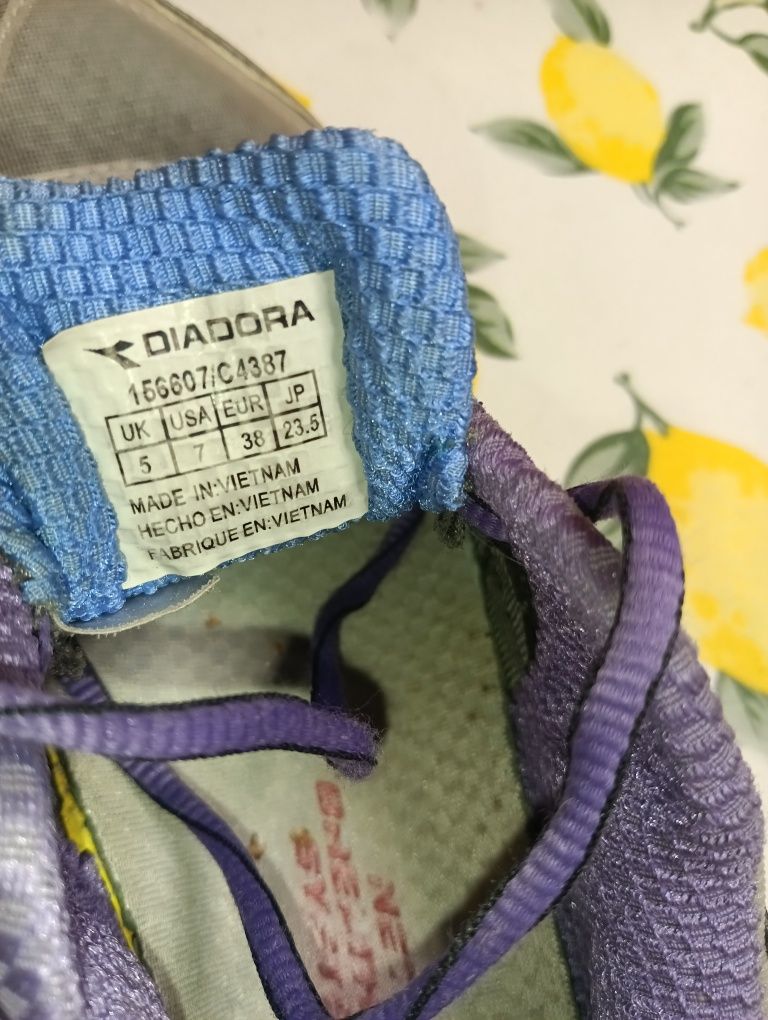 DIADORA
156607/C4387
UK USA EUR JP
5 7 38 23.5
MADE IN:VIETNAM
HECHO EN:VIETNAM
FABRIQUE EN:VIETNAM